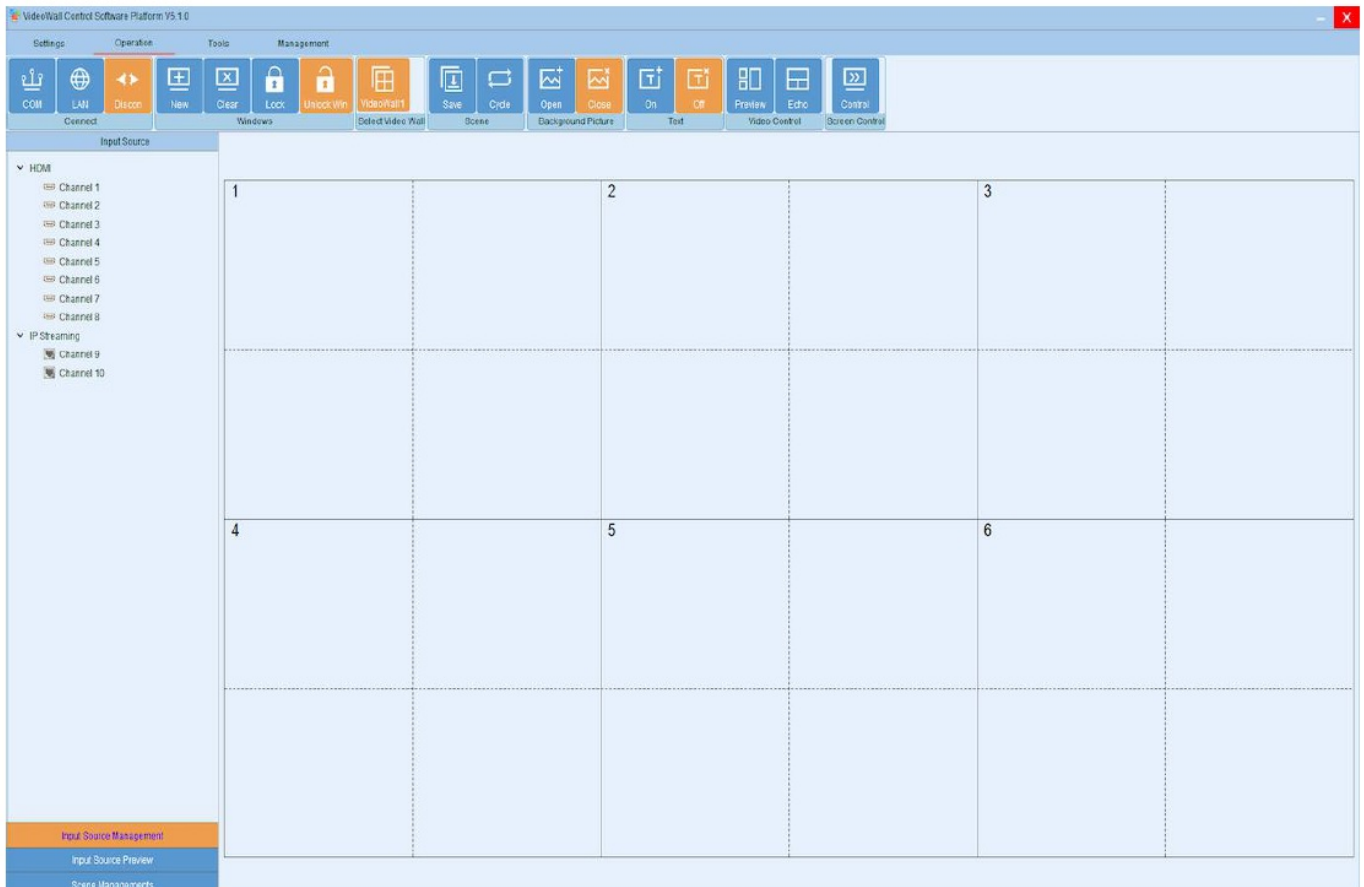 VideoWall Control Software Platform V5.1.0
Settings Operation Tools Management
COM LAN Discon New Clear Lock Unlock Win VideoWall1 Save Cycle Open Close On Off Preview Echo Control
Connect Windows Select Video Wall Scene Background Picture Text Video Control Screen Control
Input Source
HDMI
Channel 1
Channel 2
Channel 3
Channel 4
Channel 5
Channel 6
Channel 7
Channel 8
IP Streaming
Channel 9
Channel 10
1 2 3
4 5 6
Input Source Management
Input Source Preview
Scene Managements